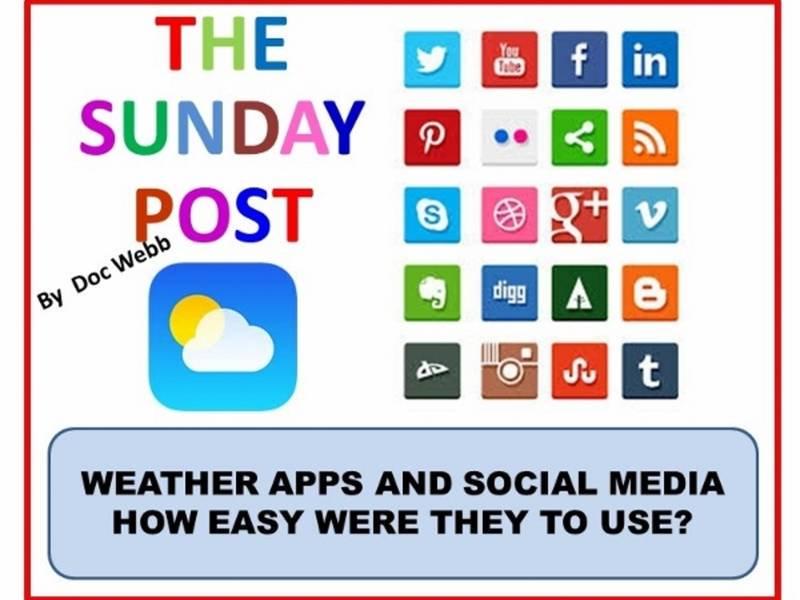 THE
SUNDAY
POST
By Doc Webb
You
Tube
f
in
g+
digg
t
WEATHER APPS AND SOCIAL MEDIA
HOW EASY WERE THEY TO USE?